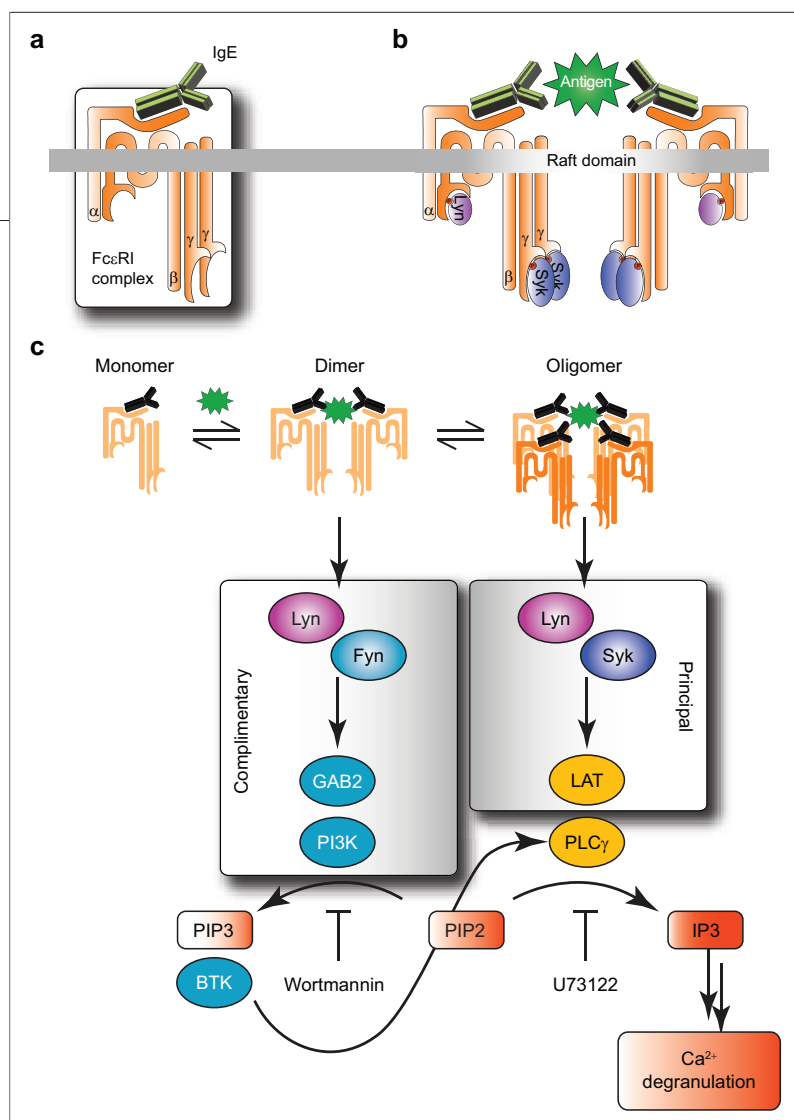 a
IgE
α
β
γ
γ
FcεRI
complex
b
Antigen
Raft domain
α
Lyn
β
γ
γ
Syk
Syk
c
Monomer
Dimer
Oligomer
Lyn
Fyn
GAB2
PI3K
Complimentary
Lyn
Syk
LAT
PLCγ
Principal
PIP3
BTK
Wortmannin
PIP2
U73122
IP3
Ca²⁺
degranulation